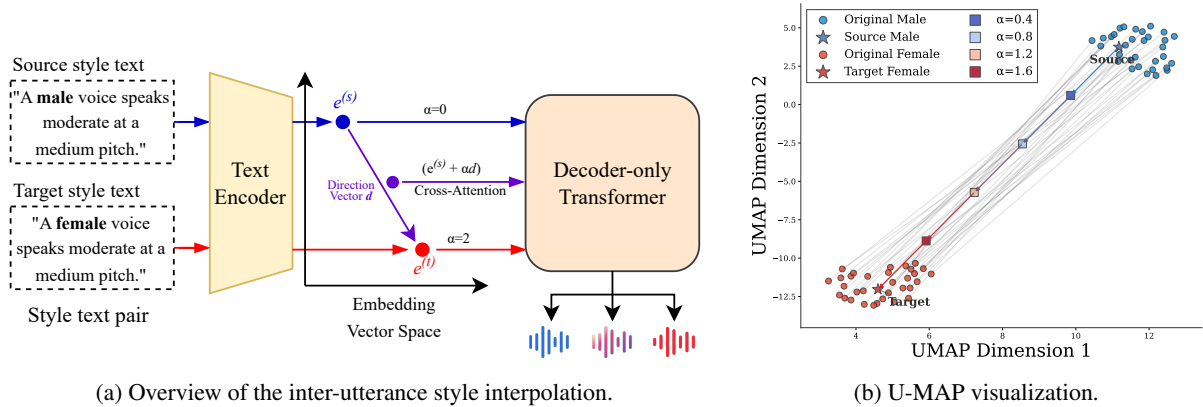 Source style text
"A male voice speaks
moderate at a
medium pitch."
Target style text
"A female voice
speaks moderate at a
medium pitch."
Style text pair
Text
Encoder
e(s)
α=0
(e(s) + αd)
Cross-Attention
Direction
Vector d
α=2
e(t)
Embedding
Vector Space
Decoder-only
Transformer
(a) Overview of the inter-utterance style interpolation.
Original Male
Source Male
Original Female
Target Female
α=0.4
α=0.8
α=1.2
α=1.6
Source
Target
UMAP Dimension 2
5.0
2.5
0.0
−2.5
−5.0
−7.5
−10.0
−12.5
4 6 8 10 12
UMAP Dimension 1
(b) U-MAP visualization.